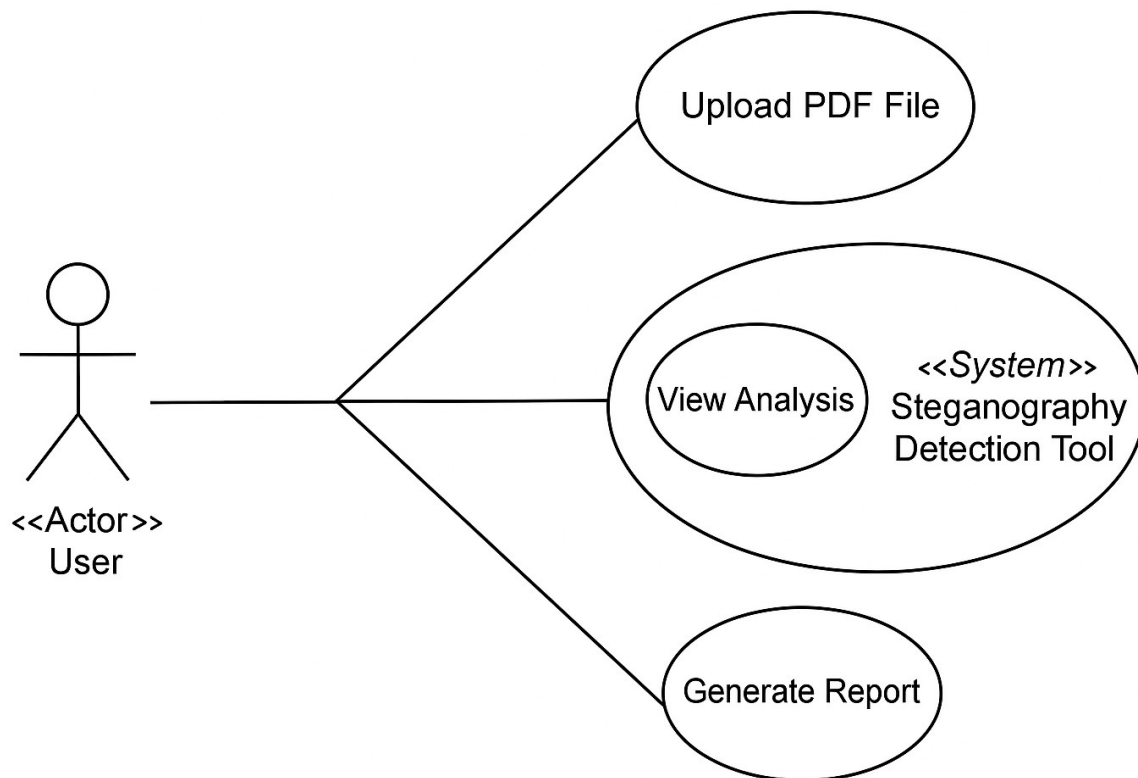 Upload PDF File
View Analysis
<<System>>
Steganography
Detection Tool
<<Actor>>
User
Generate Report